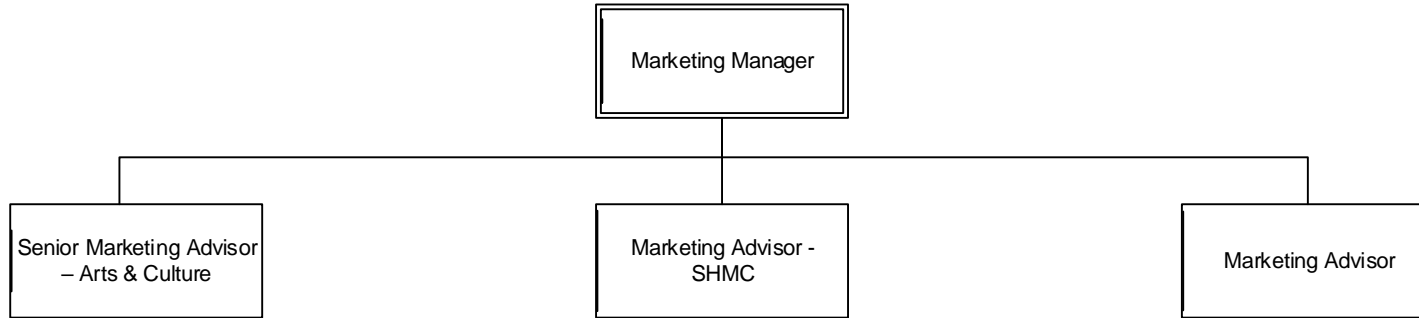 Marketing Manager
Senior Marketing Advisor
– Arts & Culture
Marketing Advisor -
SHMC
Marketing Advisor